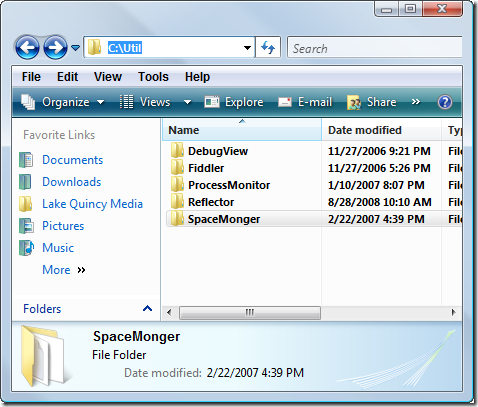 C:\Util Search
File Edit View Tools Help
Organize Views Explore E-mail Share »
Favorite Links
Documents
Downloads
Lake Quincy Media
Pictures
Music
More »
Folders
Name Date modified Ty
DebugView 11/27/2006 9:21 PM File
Fiddler 11/27/2006 5:26 PM File
ProcessMonitor 1/10/2007 8:07 PM File
Reflector 8/28/2008 10:10 AM File
SpaceMonger 2/22/2007 4:39 PM File
SpaceMonger
File Folder
Date modified: 2/22/2007 4:39 PM